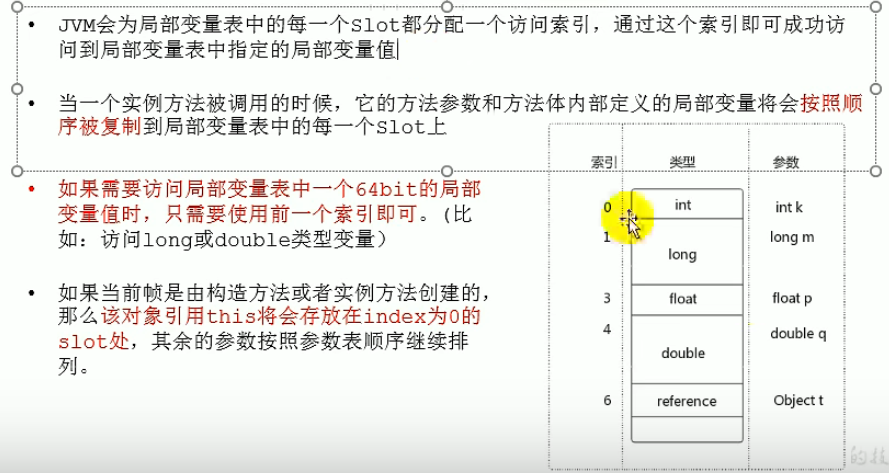 • JVM会为局部变量表中的每一个Slot都分配一个访问索引，通过这个索引即可成功访
问到局部变量表中指定的局部变量值
• 当一个实例方法被调用的时候，它的方法参数和方法体内部定义的局部变量将会按照顺
序被复制到局部变量表中的每一个Slot上
• 如果需要访问局部变量表中一个64bit的局部
变量值时，只需要使用前一个索引即可。(比
如：访问long或double类型变量）
• 如果当前帧是由构造方法或者实例方法创建的，
那么该对象引用this将会存放在index为0的
slot处，其余的参数按照参数表顺序继续排
列。
索引 类型 参数
0 int int k
1 long long m
3 float float p
4 double double q
6 reference Object t
的技